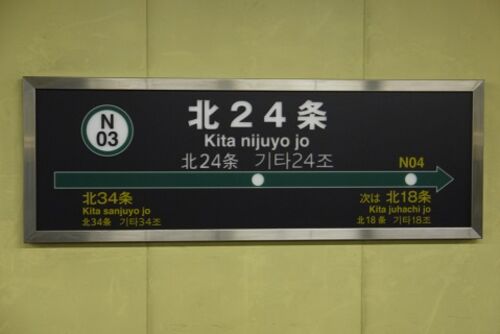 N
03
北24条
Kita nijuyo jo
北24条 기타24조
N04
北34条
Kita sanjuyo jo
北34条 기타34조
次は 北18条
Kita juhachi jo
北18条 기타18조